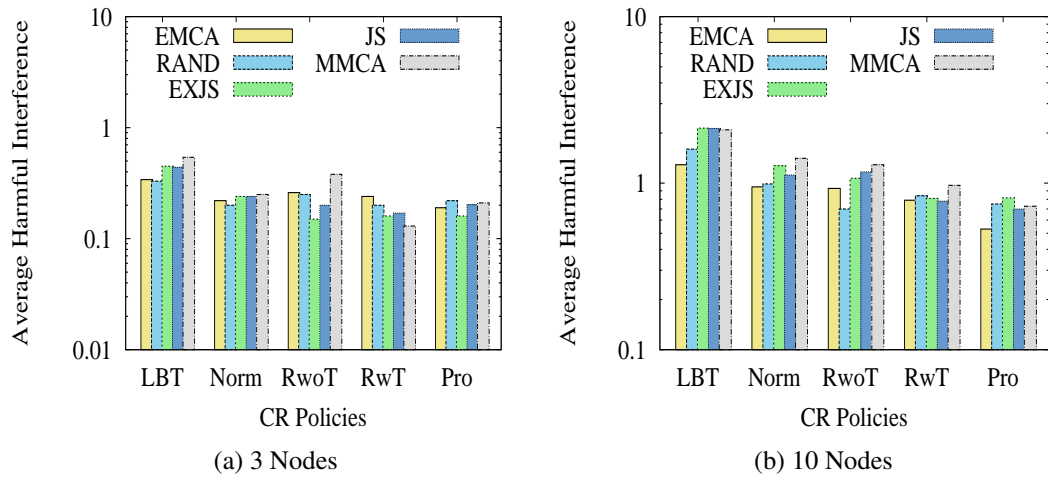 Average Harmful Interference
10
1
0.1
0.01
EMCA
RAND
EXJS
JS
MMCA
LBT Norm RwoT RwT Pro
CR Policies
(a) 3 Nodes
Average Harmful Interference
10
1
0.1
EMCA
RAND
EXJS
JS
MMCA
LBT Norm RwoT RwT Pro
CR Policies
(b) 10 Nodes